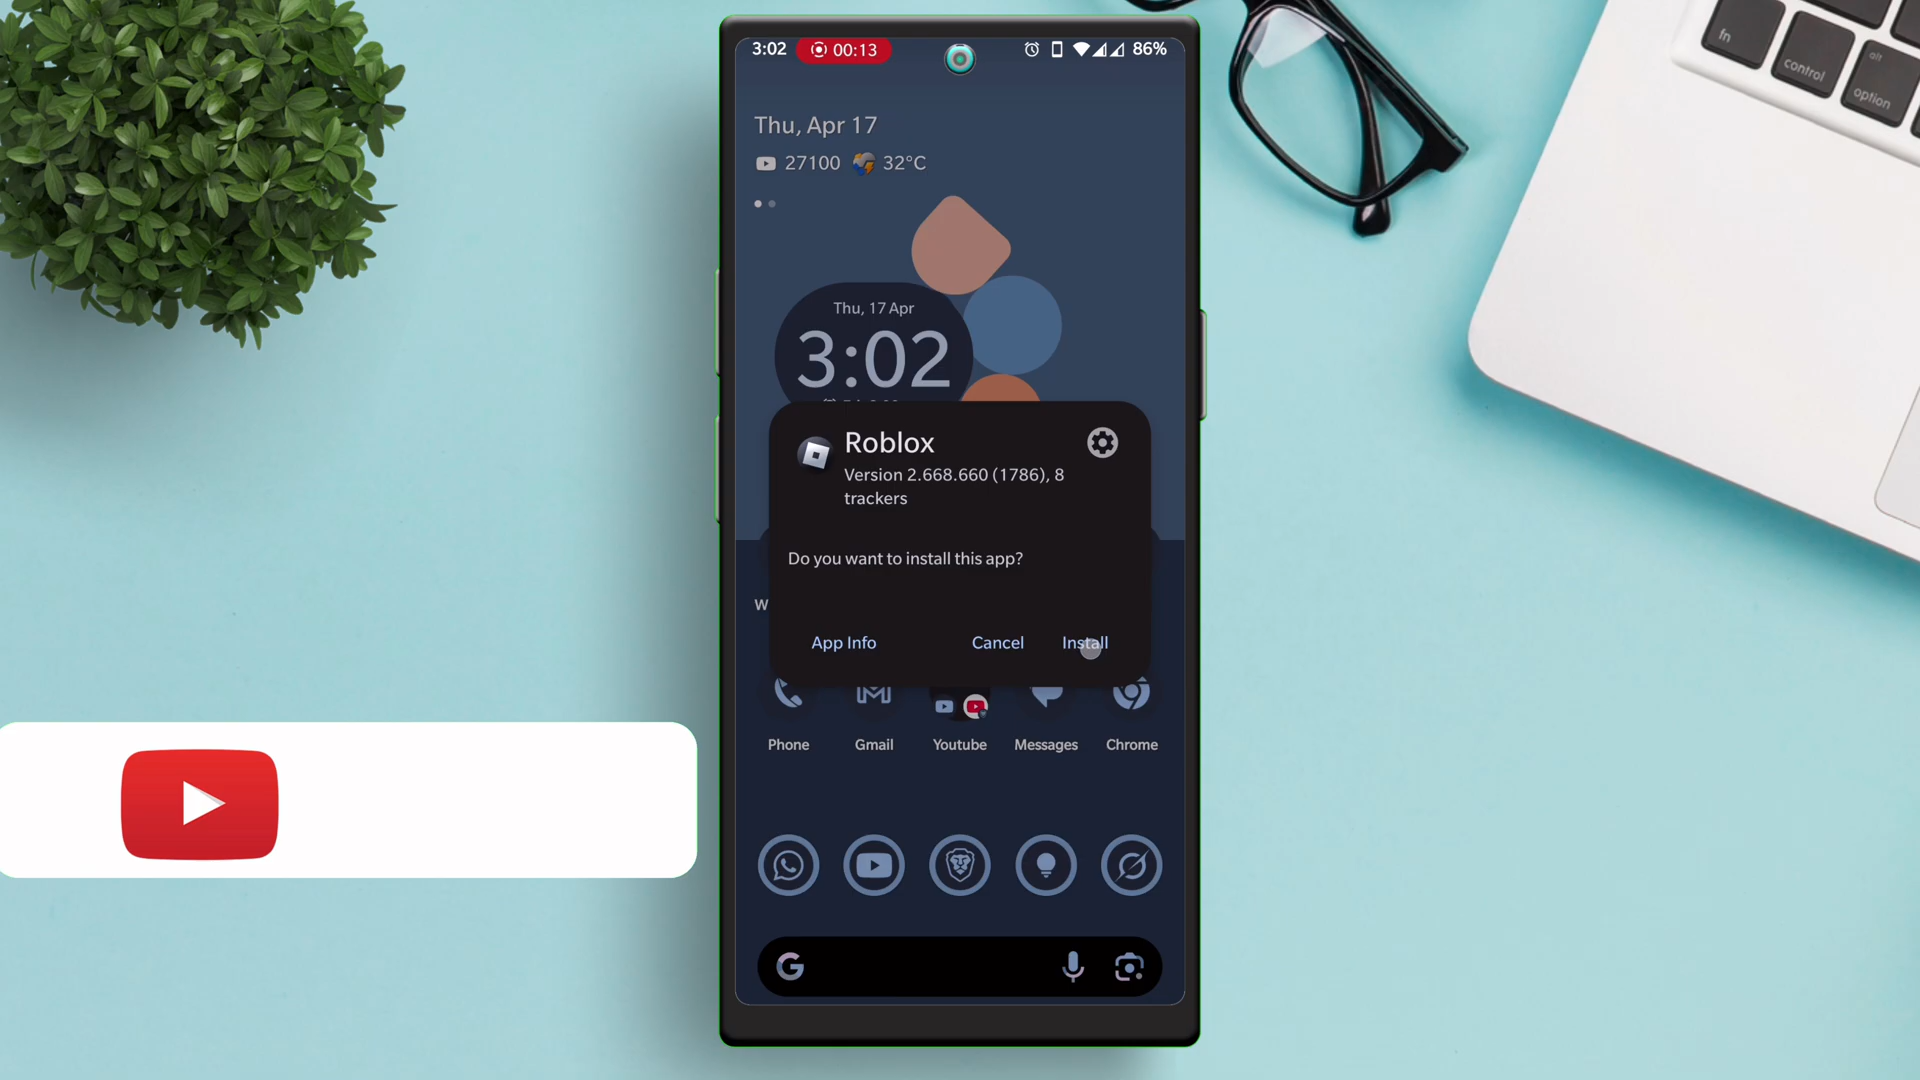 fn
control
alt
option
3:02 00:13 86%
Thu, Apr 17
27100 32°C
Thu, 17 Apr
3:02
Roblox
Version 2.668.660 (1786), 8
trackers
Do you want to install this app?
W
App Info Cancel Install
Phone Gmail Youtube Messages Chrome